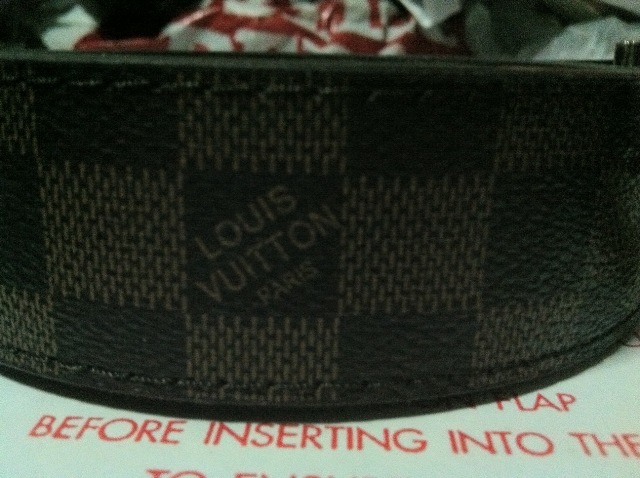 LOUIS
VUITTON
PARIS
FLAP
BEFORE INSERTING INTO THE